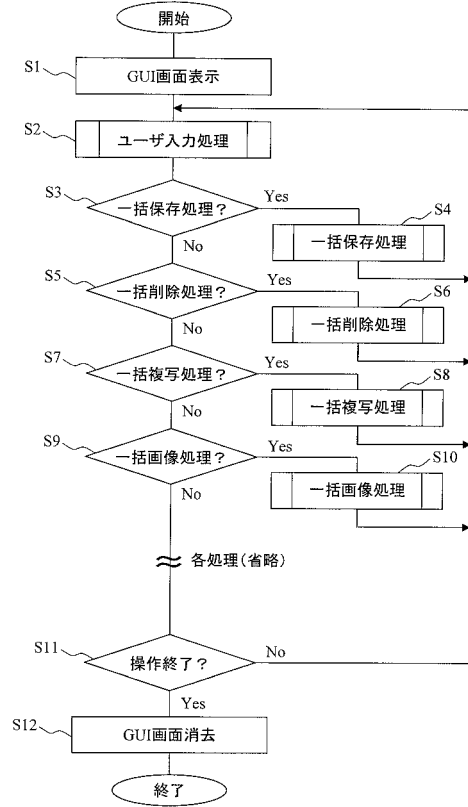 開始
S1
GUI画面表示
S2
ユーザ入力処理
S3
一括保存処理?
Yes
S4
一括保存処理
No
S5
一括削除処理?
Yes
S6
一括削除処理
No
S7
一括複写処理?
Yes
S8
一括複写処理
No
S9
一括画像処理?
Yes
S10
一括画像処理
No
各処理(省略)
S11
操作終了?
No
Yes
S12
GUI画面消去
終了